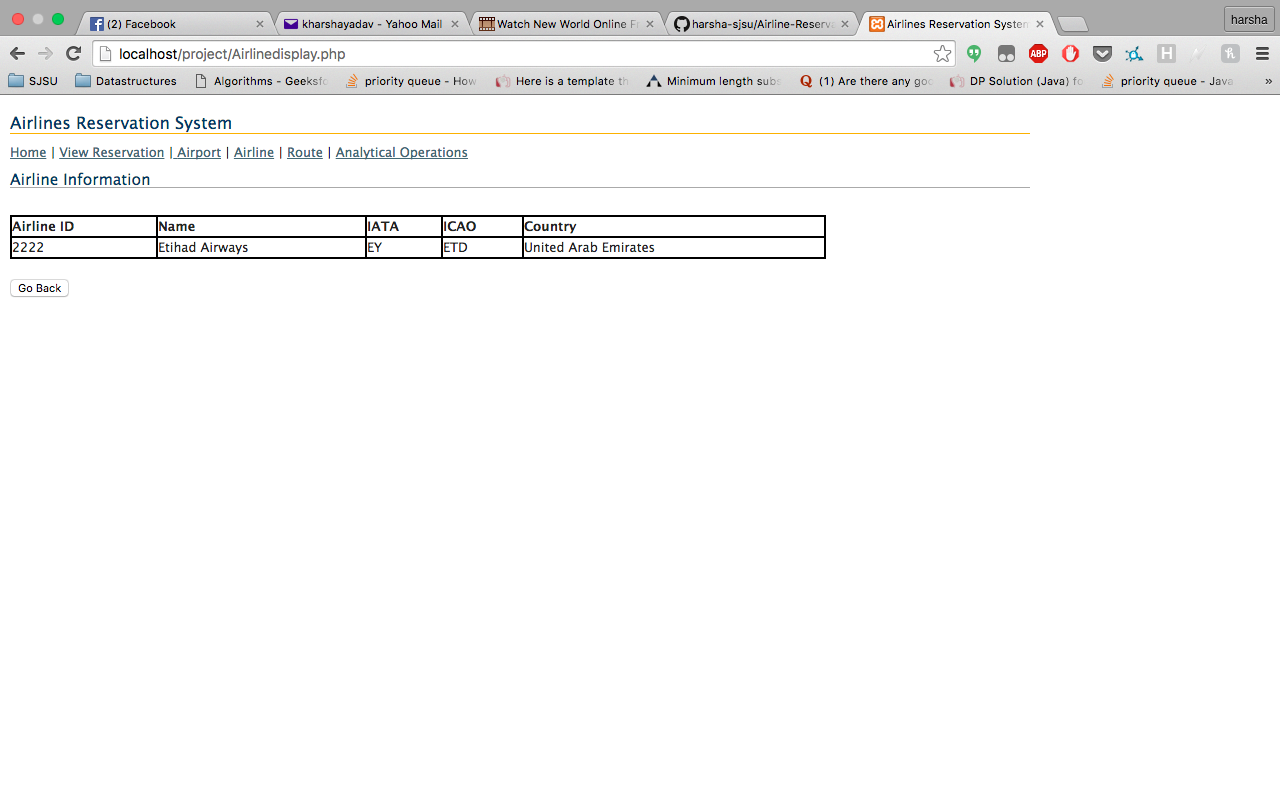 (2) Facebook kharshayadav - Yahoo Mail Watch New World Online Fr harsha-sjsu/Airline-Reserva Airlines Reservation System harsha
localhost/project/Airlinedisplay.php ABP H
SJSU Datastructures Algorithms - Geeksfo priority queue - How Here is a template th Minimum length subs (1) Are there any goo DP Solution (Java) fo priority queue - Java »
Airlines Reservation System
Home | View Reservation | Airport | Airline | Route | Analytical Operations
Airline Information
Airline ID Name IATA ICAO Country
2222 Etihad Airways EY ETD United Arab Emirates
Go Back